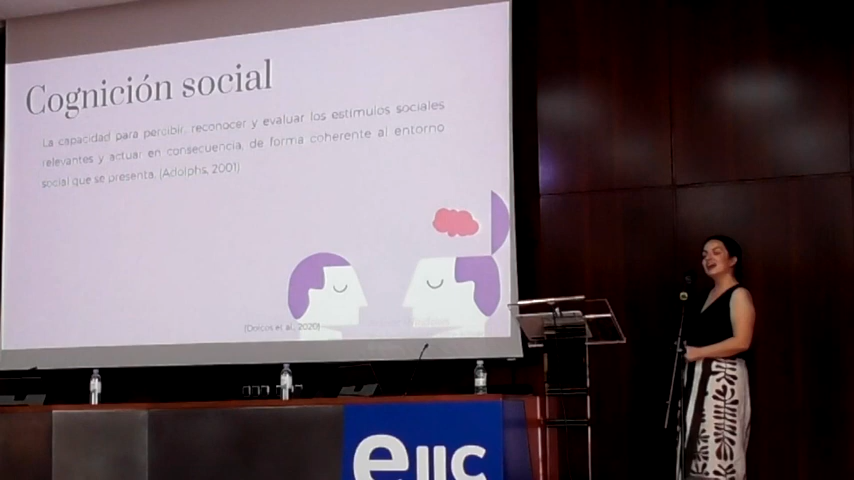 Cognición social
La capacidad para percibir, reconocer y evaluar los estímulos sociales
relevantes y actuar en consecuencia, de forma coherente al entorno
social que se presenta. (Adolphs, 2001)
(Dolcos et al., 2020)
eiic